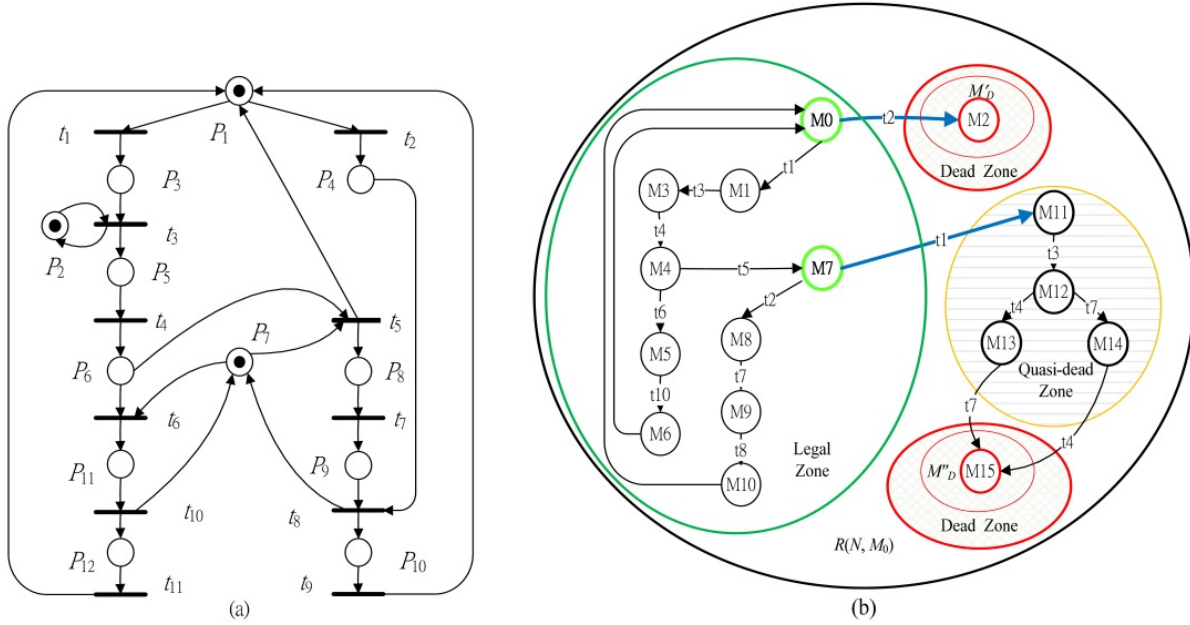 P1
t1
t2
P3
P4
P2
t3
P5
t4
t5
P7
P6
P8
t6
t7
P11
P9
t10
t8
P12
P10
t11
t9
(a)
M'D
M0
t2
M2
Dead Zone
t1
M3
t3
M1
M11
t4
t1
t3
M4
t5
M7
M12
t2
t4
t7
t6
M8
M13
M14
M5
t7
Quasi-dead
Zone
t10
M9
t7
M6
t8
Legal
Zone
t4
M10
M"D
M15
Dead Zone
R(N, M0)
(b)